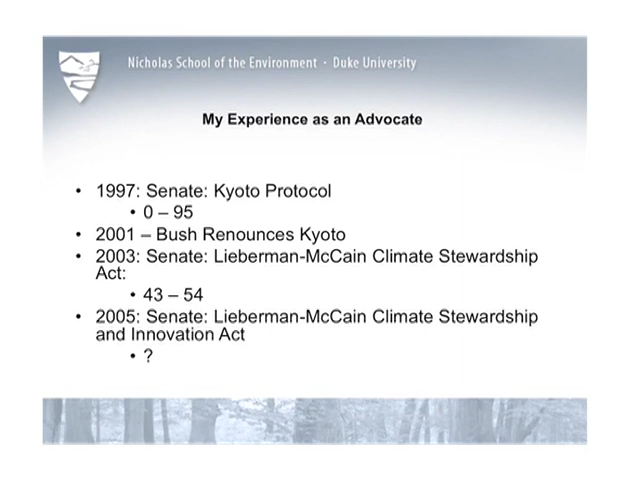 Nicholas School of the Environment · Duke University
My Experience as an Advocate
• 1997: Senate: Kyoto Protocol
• 0 – 95
• 2001 – Bush Renounces Kyoto
• 2003: Senate: Lieberman-McCain Climate Stewardship
Act:
• 43 – 54
• 2005: Senate: Lieberman-McCain Climate Stewardship
and Innovation Act
• ?